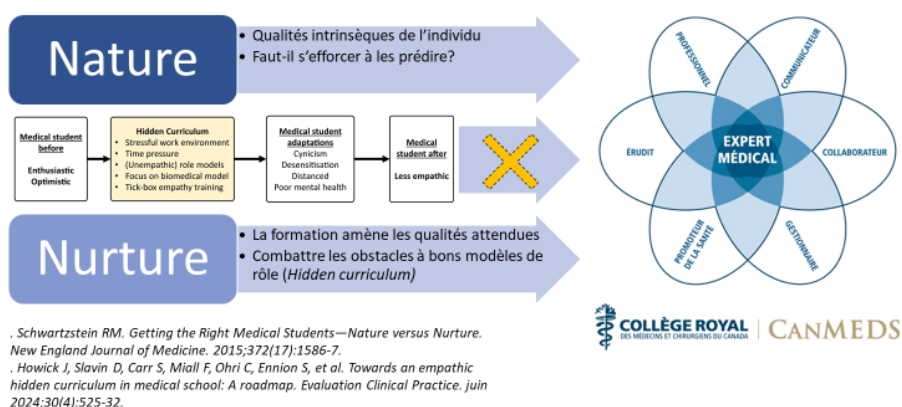 Nature
• Qualités intrinsèques de l'individu
• Faut-il s'efforcer à les prédire?
Medical student
before
Enthusiastic
Optimistic
Hidden Curriculum
• Stressful work environment
• Time pressure
• (Unempathic) role models
• Focus on biomedical model
• Tick-box empathy training
Medical student
adaptations
Cynicism
Desensitisation
Distanced
Poor mental health
Medical
student after
Less empathic
Nurture
• La formation amène les qualités attendues
• Combattre les obstacles à bons modèles de
rôle (Hidden curriculum)
PROFESSIONNEL
COMMUNICATEUR
ÉRUDIT
EXPERT
MÉDICAL
COLLABORATEUR
PROMOTEUR
DE LA SANTÉ
GESTIONNAIRE
COLLÈGE ROYAL
DES MÉDECINS ET CHIRURGIENS DU CANADA
CANMEDS
. Schwartzstein RM. Getting the Right Medical Students—Nature versus Nurture.
New England Journal of Medicine. 2015;372(17):1586-7.
. Howick J, Slavin D, Carr S, Miall F, Ohri C, Ennion S, et al. Towards an empathic
hidden curriculum in medical school: A roadmap. Evaluation Clinical Practice. juin
2024;30(4):525-32.